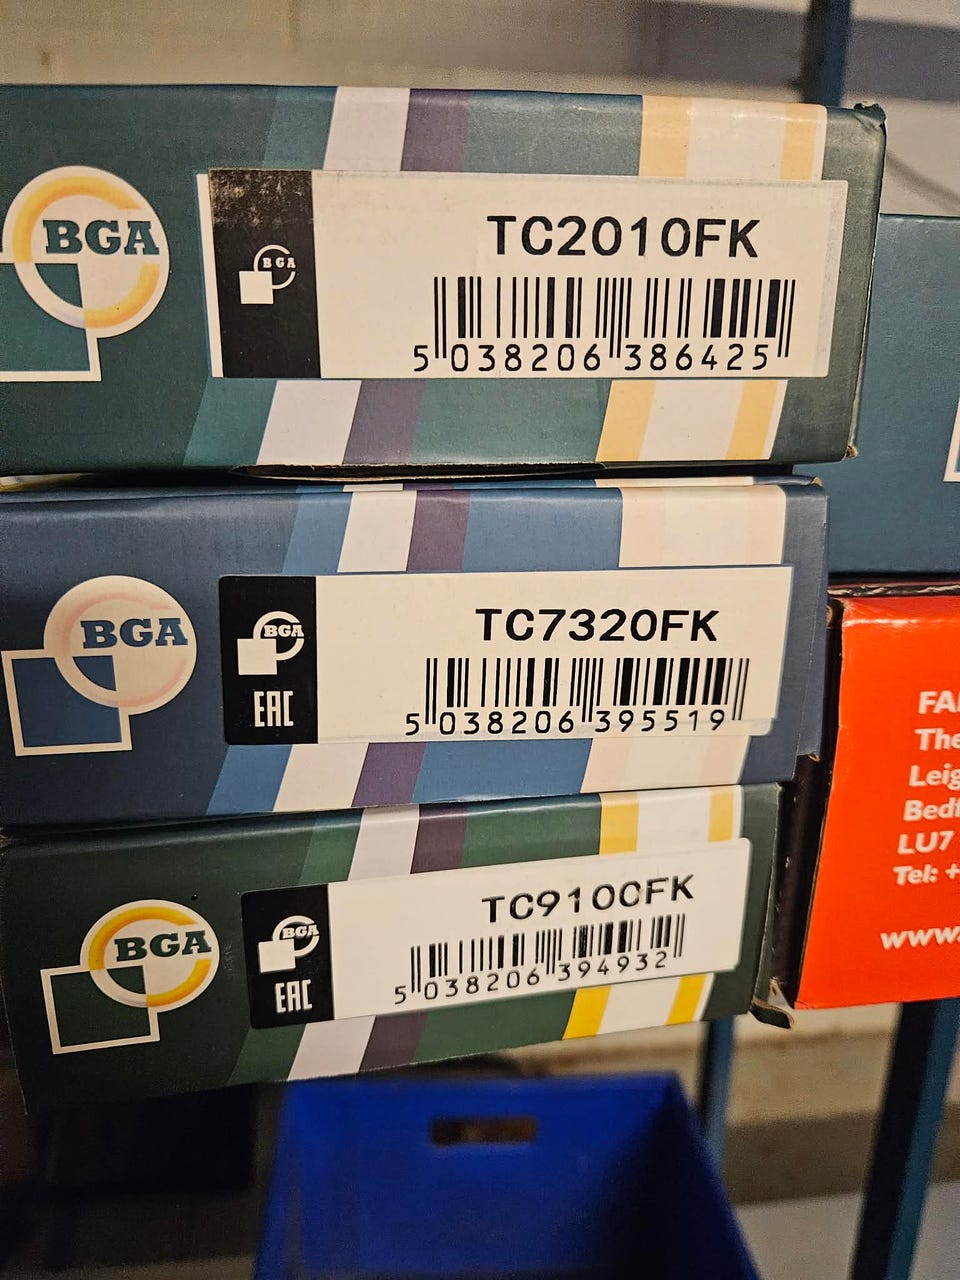 BGA
BGA
TC2010FK
5 038206 386425
BGA
BGA
EAC
TC7320FK
5 038206 395519
BGA
BGA
EAC
TC9100FK
5 038206 394932
FA
The
Leig
Bedf
LU7
Tel: +
www.